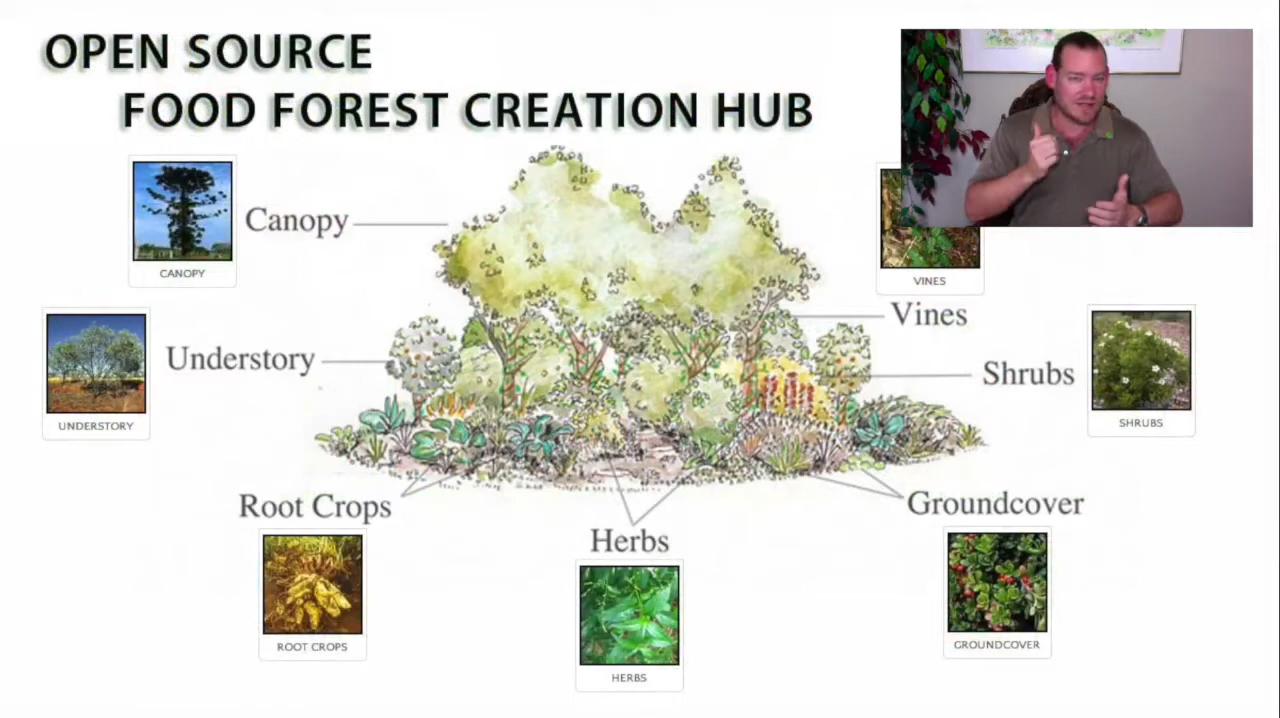 OPEN SOURCE
FOOD FOREST CREATION HUB
CANOPY
Canopy
VINES
Vines
UNDERSTORY
Understory
Shrubs
SHRUBS
Root Crops
ROOT CROPS
Herbs
HERBS
Groundcover
GROUNDCOVER